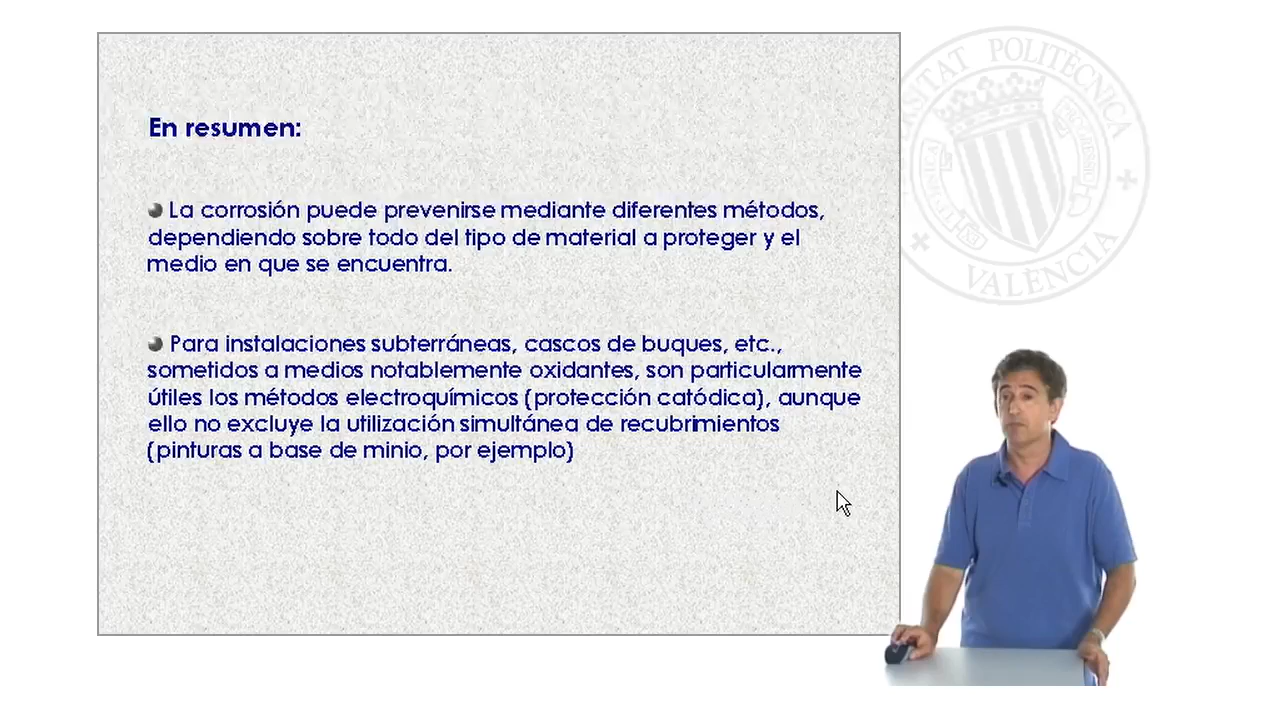 En resumen:
La corrosión puede prevenirse mediante diferentes métodos,
dependiendo sobre todo del tipo de material a proteger y el
medio en que se encuentra.
Para instalaciones subterráneas, cascos de buques, etc.,
sometidos a medios notablemente oxidantes, son particularmente
útiles los métodos electroquímicos (protección catódica), aunque
ello no excluye la utilización simultánea de recubrimientos
(pinturas a base de minio, por ejemplo)
POLITÈCNICA
VALÈNCIA